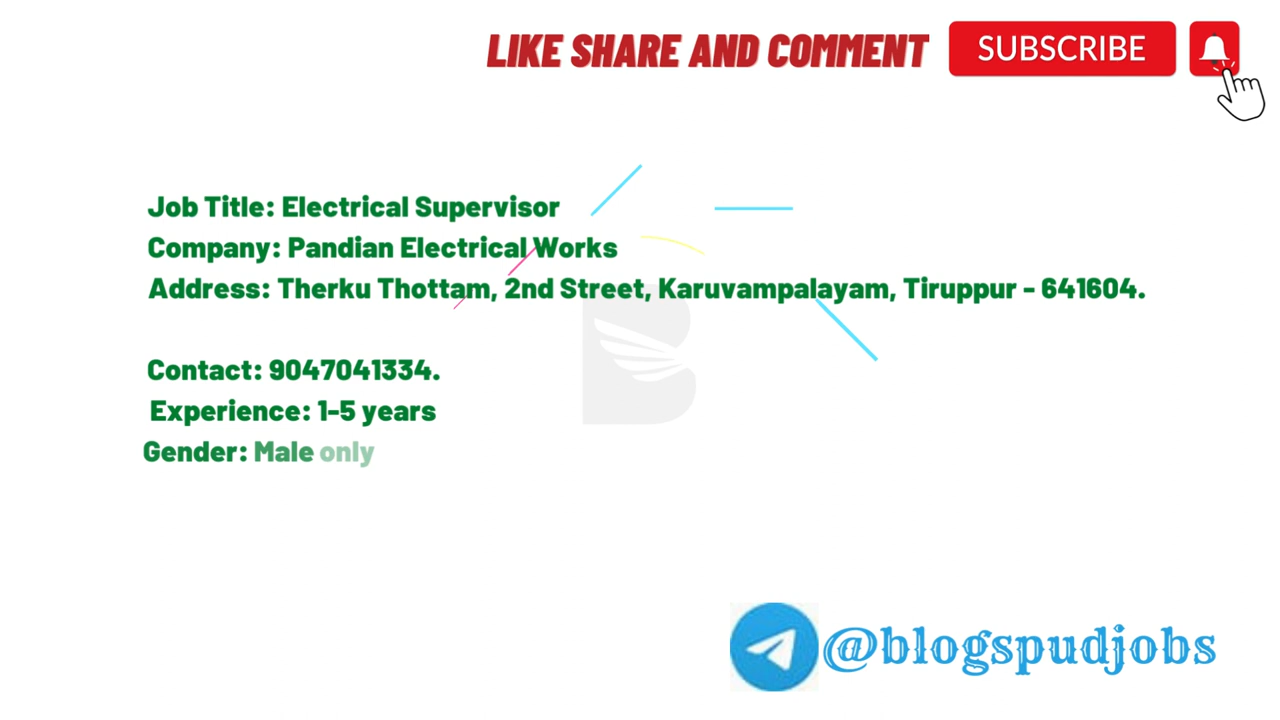 LIKE SHARE AND COMMENT
SUBSCRIBE
Job Title: Electrical Supervisor
Company: Pandian Electrical Works
Address: Therku Thottam, 2nd Street, Karuvampalayam, Tiruppur - 641604.
Contact: 9047041334.
Experience: 1-5 years
Gender: Male only
@blogspudjobs